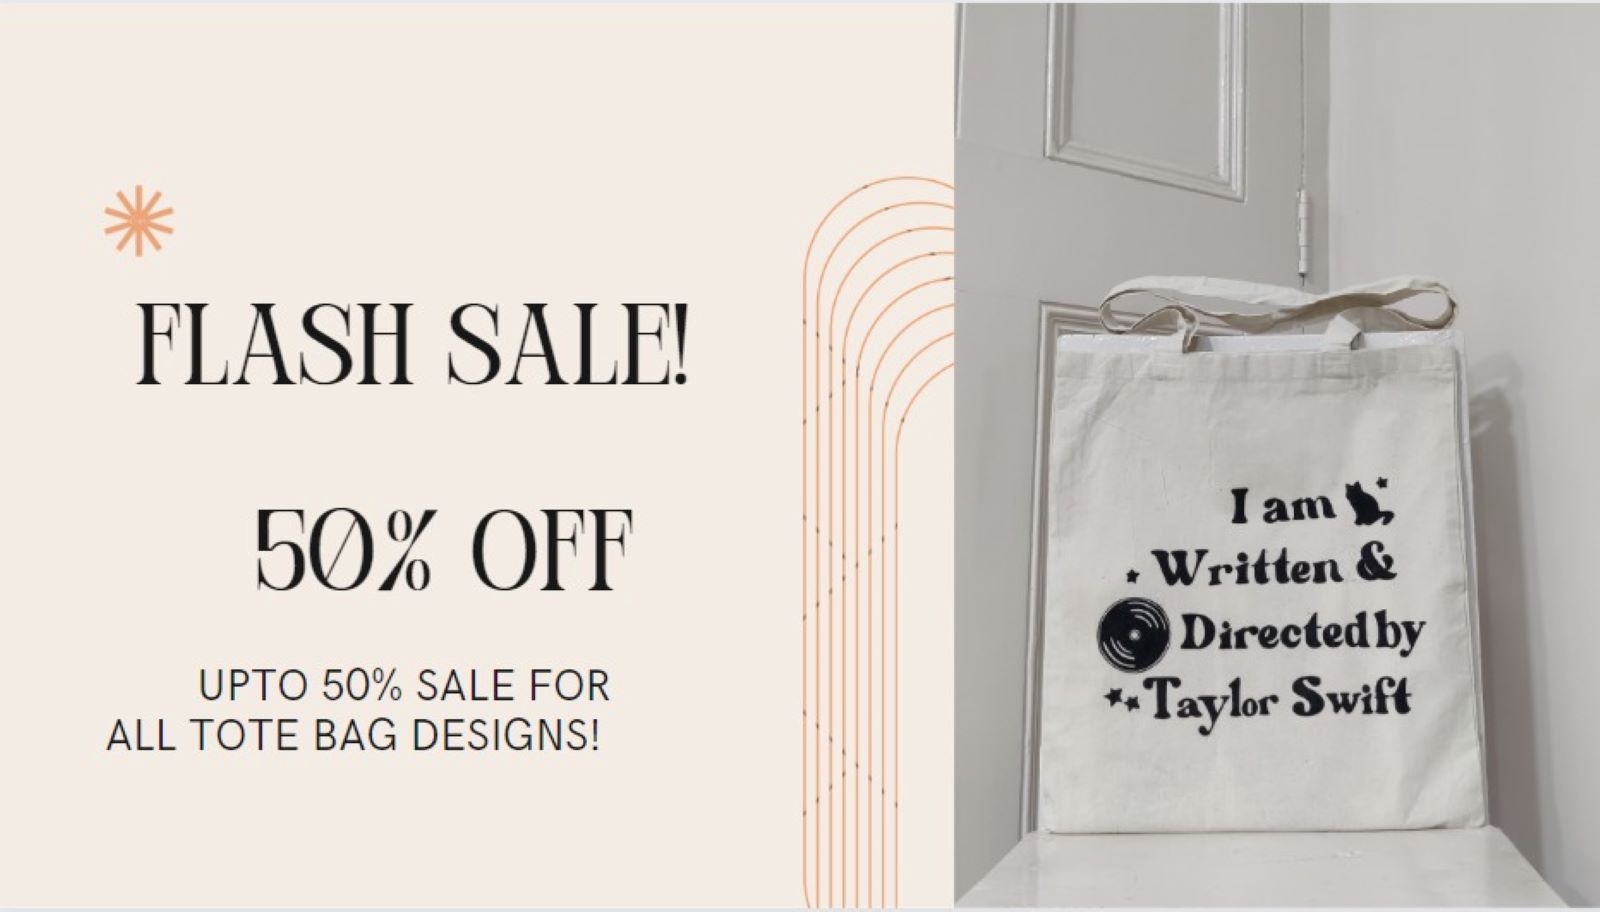 FLASH SALE!
50% OFF
UPTO 50% SALE FOR
ALL TOTE BAG DESIGNS!
I am
Written &
Directed by
Taylor Swift